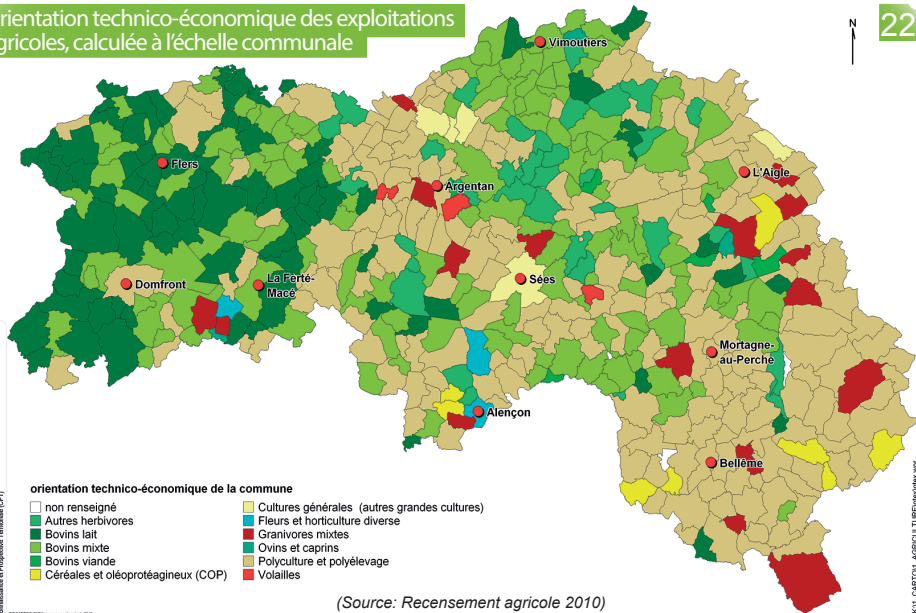 rientation technico-économique des exploitations
gricoles, calculée à l'échelle communale
N
22
Vimoutiers
Flers
L'Aigle
Argentan
Domfront
La Ferté-
Macé
Sées
Mortagne-
au-Perche
Alençon
Bellême
orientation technico-économique de la commune
non renseigné
Autres herbivores
Bovins lait
Bovins mixte
Bovins viande
Céréales et oléoprotéagineux (COP)
Cultures générales (autres grandes cultures)
Fleurs et horticulture diverse
Granivores mixtes
Ovins et caprins
Polyculture et polyélevage
Volailles
(Source: Recensement agricole 2010)